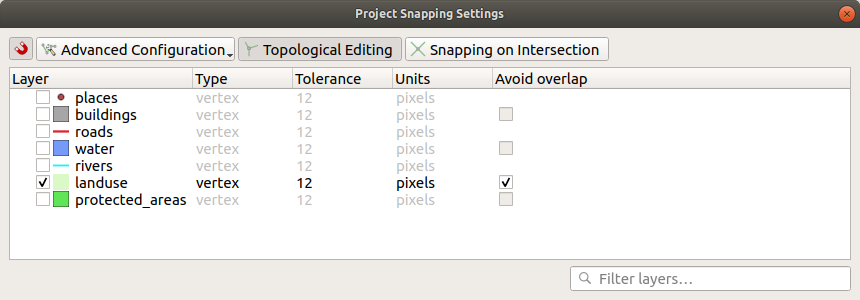 Project Snapping Settings
Advanced Configuration Topological Editing Snapping on Intersection
Layer Type Tolerance Units Avoid overlap
places vertex 12 pixels
buildings vertex 12 pixels
roads vertex 12 pixels
water vertex 12 pixels
rivers vertex 12 pixels
landuse vertex 12 pixels
protected_areas vertex 12 pixels
Filter layers...